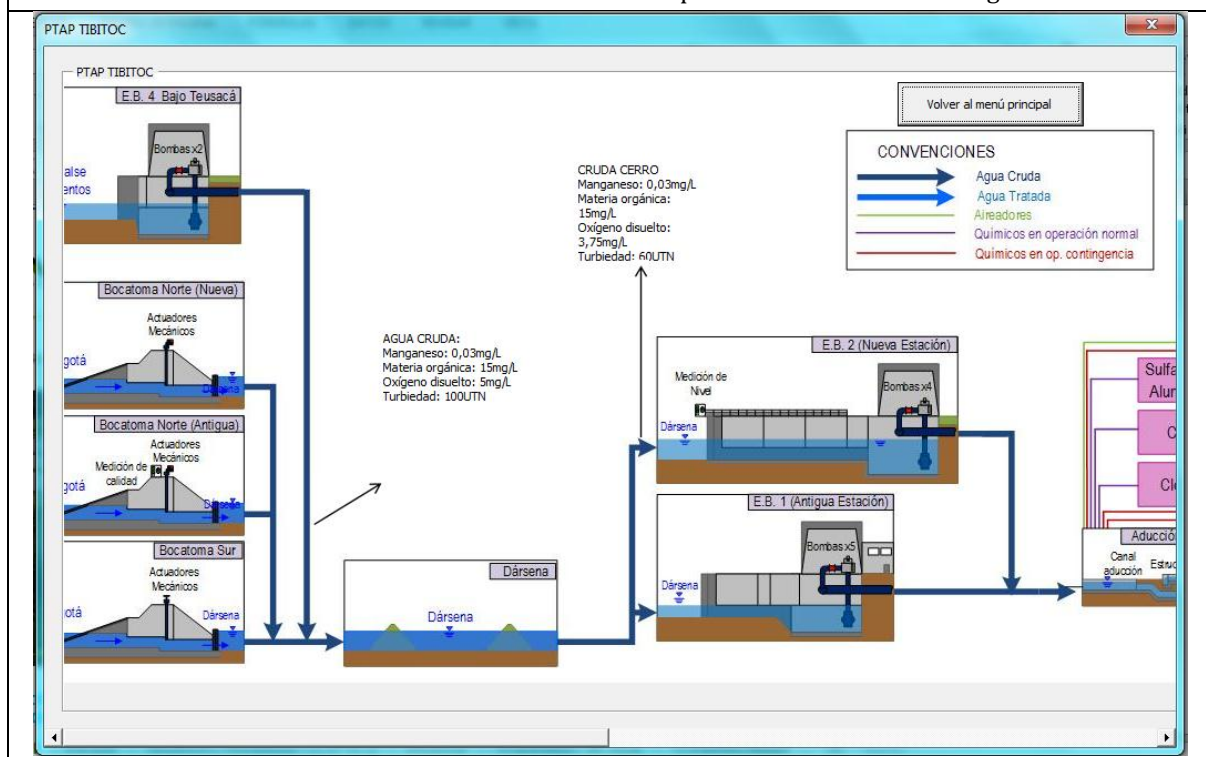 PTAP TIBITOC
PTAP TIBITOC
E.B. 4 Bajo Teusacá
Bombas x2
alse
entos
Bocatoma Norte (Nueva)
Actuadores
Mecánicos
gotá
Dársena
Bocatoma Norte (Antigua)
Actuadores
Mecánicos
Medición de
calidad
gotá
Dársena
Bocatoma Sur
Actuadores
Mecánicos
otá
Dársena
AGUA CRUDA:
Manganeso: 0,03mg/L
Materia orgánica: 15mg/L
Oxígeno disuelto: 5mg/L
Turbiedad: 100UTN
Dársena
Dársena
CRUDA CERRO
Manganeso: 0,03mg/L
Materia orgánica:
15mg/L
Oxígeno disuelto:
3,75mg/L
Turbiedad: 60UTN
Volver al menú principal
CONVENCIONES
Agua Cruda
Agua Tratada
Aireadores
Químicos en operación normal
Químicos en op. contingencia
E.B. 2 (Nueva Estación)
Medición de
Nivel
Bombas x4
Dársena
E.B. 1 (Antigua Estación)
Bombas x5
Dársena
Sulfa
Alur
C
Clo
Aducció
Canal
aducción
Estruc